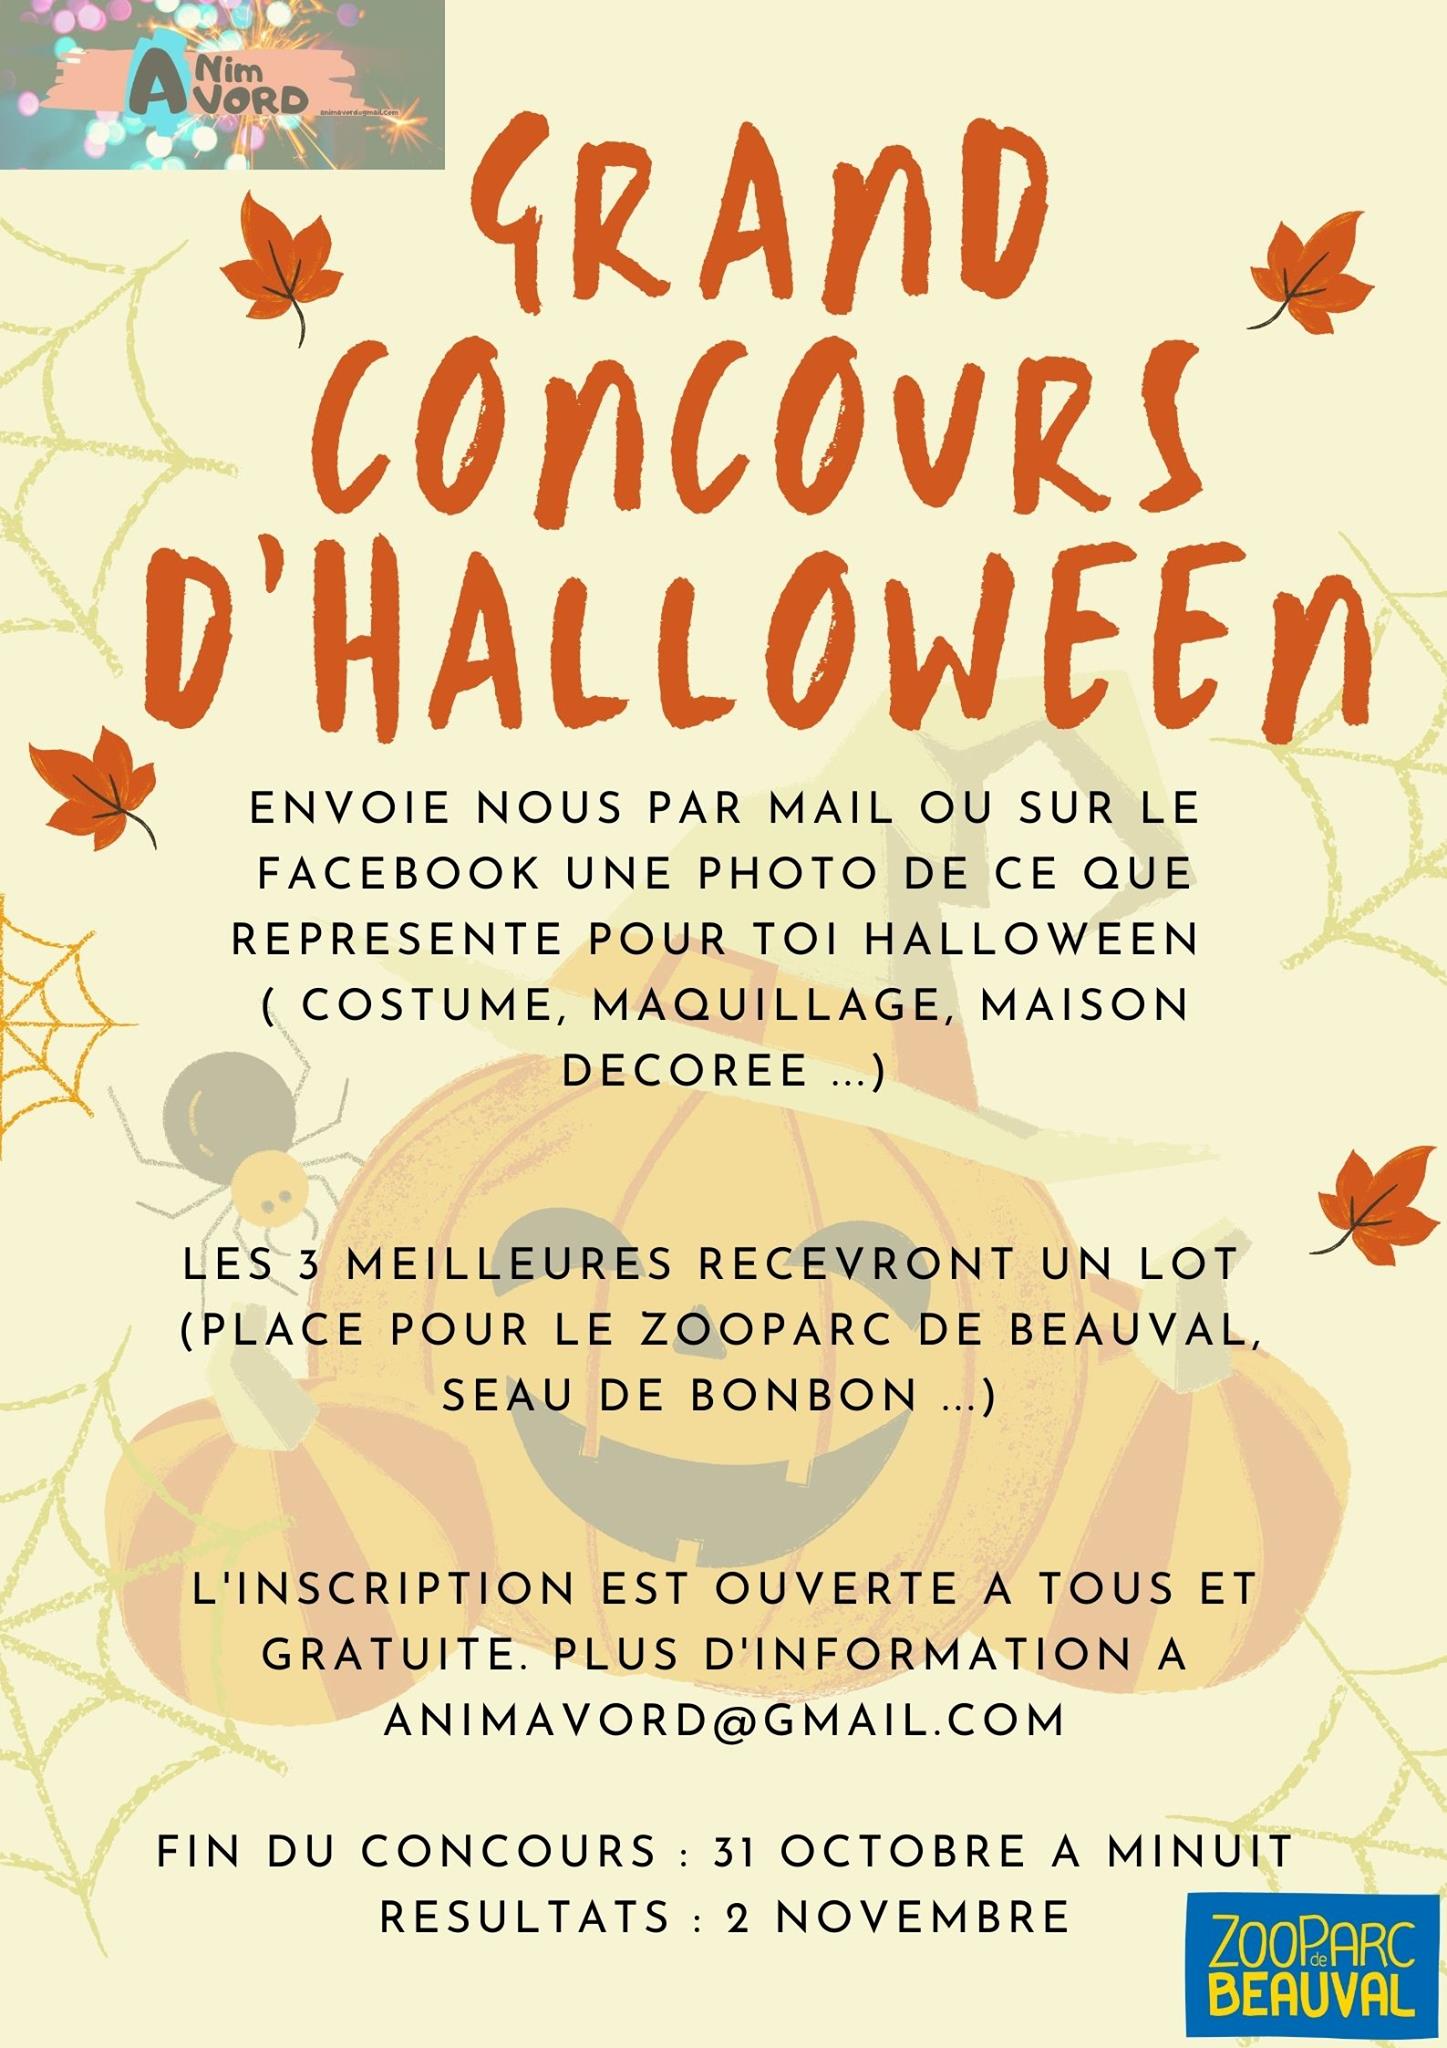 ANim
VORD
animavord@gmail.com
GRAND
CONCOURS
D'HALLOWEEN
ENVOIE NOUS PAR MAIL OU SUR LE
FACEBOOK UNE PHOTO DE CE QUE
REPRESENTE POUR TOI HALLOWEEN
( COSTUME, MAQUILLAGE, MAISON
DECOREE ...)
LES 3 MEILLEURES RECEVRONT UN LOT
(PLACE POUR LE ZOOPARC DE BEAUVAL,
SEAU DE BONBON ...)
L'INSCRIPTION EST OUVERTE A TOUS ET
GRATUITE. PLUS D'INFORMATION A
ANIMAVORD@GMAIL.COM
FIN DU CONCOURS : 31 OCTOBRE A MINUIT
RESULTATS : 2 NOVEMBRE
ZOOPARC
de
BEAUVAL